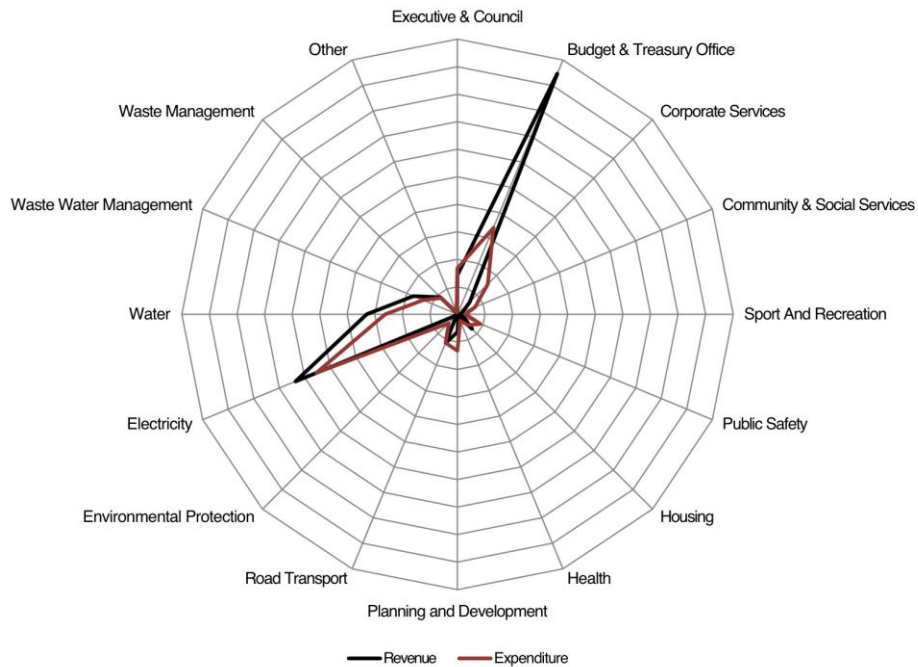 Executive & Council
Budget & Treasury Office
Corporate Services
Community & Social Services
Sport And Recreation
Public Safety
Housing
Health
Planning and Development
Road Transport
Environmental Protection
Electricity
Water
Waste Water Management
Waste Management
Other
Revenue
Expenditure